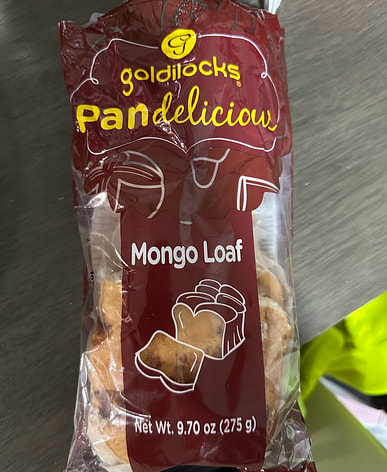 G
goldilocks
Pandelicious
Mongo Loaf
Net Wt. 9.70 oz (275 g)